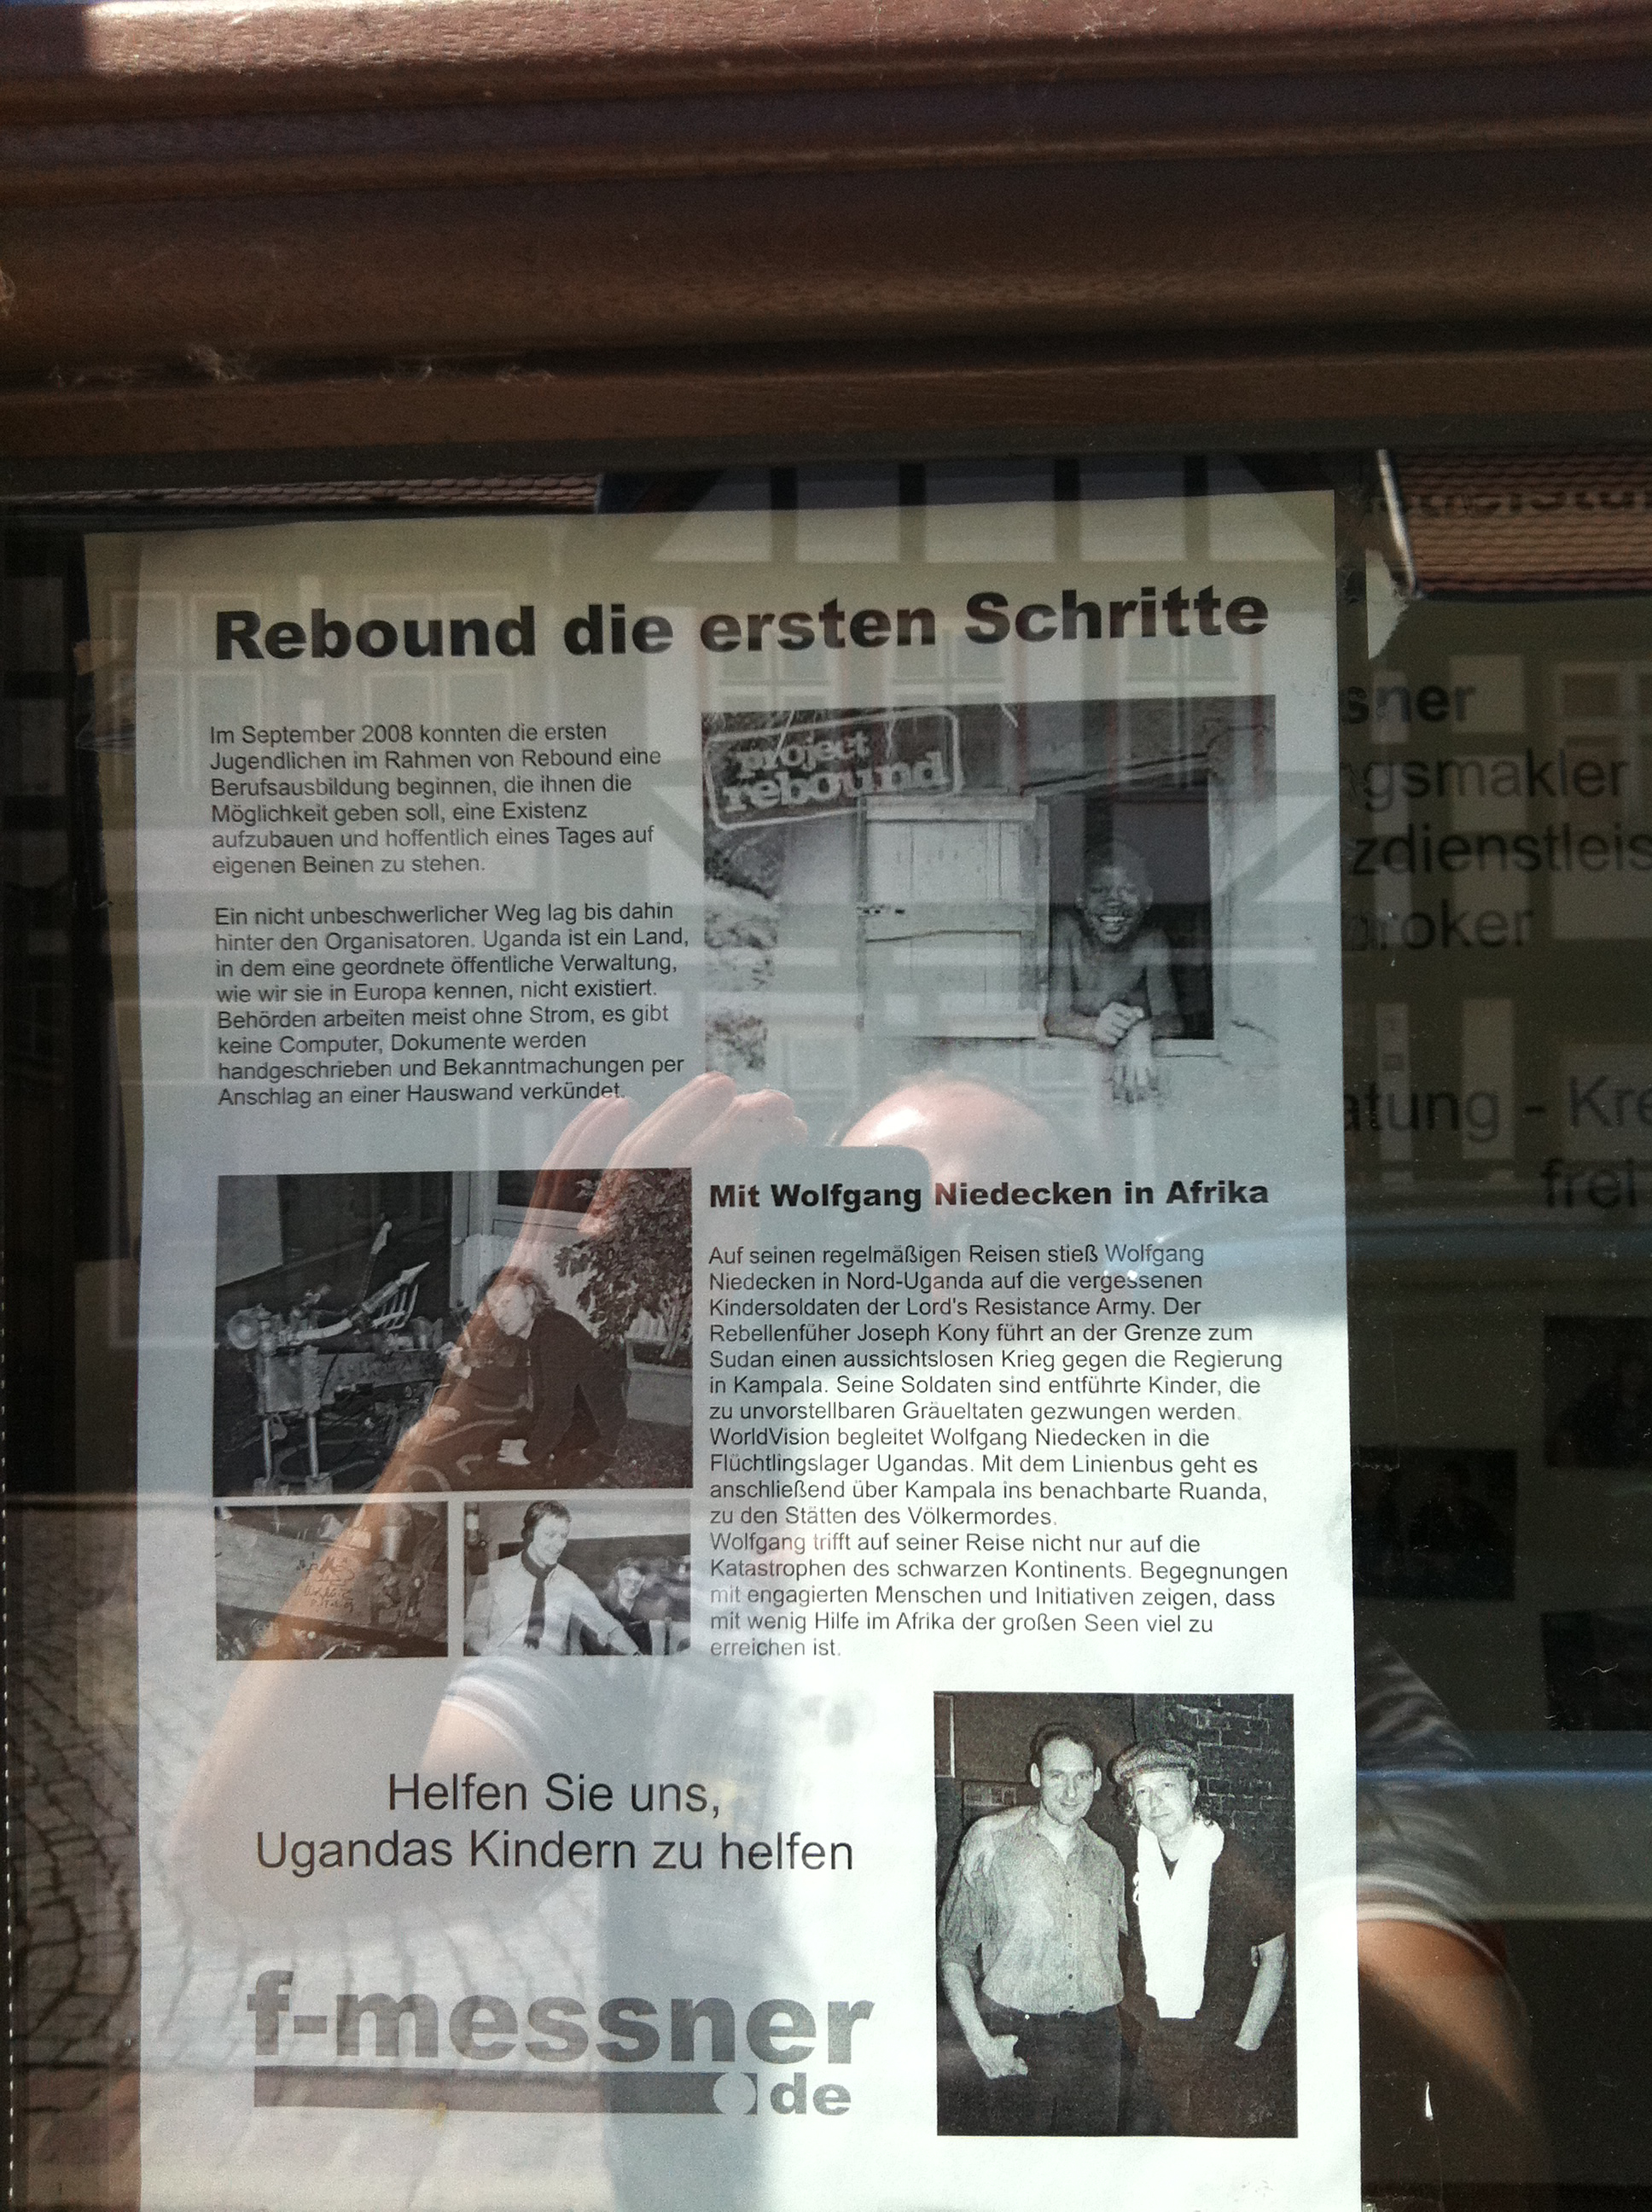 Rebound die ersten Schritte
Im September 2008 konnten die ersten
Jugendlichen im Rahmen von Rebound eine
Berufsausbildung beginnen, die ihnen die
Möglichkeit geben soll, eine Existenz
aufzubauen und hoffentlich eines Tages auf
eigenen Beinen zu stehen.
Ein nicht unbeschwerlicher Weg lag bis dahin
hinter den Organisatoren. Uganda ist ein Land,
in dem eine geordnete öffentliche Verwaltung,
wie wir sie in Europa kennen, nicht existiert.
Behörden arbeiten meist ohne Strom, es gibt
keine Computer, Dokumente werden
handgeschrieben und Bekanntmachungen per
Anschlag an einer Hauswand verkündet.
project
rebound
Mit Wolfgang Niedecken in Afrika
Auf seinen regelmäßigen Reisen stieß Wolfgang
Niedecken in Nord-Uganda auf die vergessenen
Kindersoldaten der Lord's Resistance Army. Der
Rebellenfüher Joseph Kony führt an der Grenze zum
Sudan einen aussichtslosen Krieg gegen die Regierung
in Kampala. Seine Soldaten sind entführte Kinder, die
zu unvorstellbaren Gräueltaten gezwungen werden.
WorldVision begleitet Wolfgang Niedecken in die
Flüchtlingslager Ugandas. Mit dem Linienbus geht es
anschließend über Kampala ins benachbarte Ruanda,
zu den Stätten des Völkermordes.
Wolfgang trifft auf seiner Reise nicht nur auf die
Katastrophen des schwarzen Kontinents. Begegnungen
mit engagierten Menschen und Initiativen zeigen, dass
mit wenig Hilfe im Afrika der großen Seen viel zu
erreichen ist.
Helfen Sie uns,
Ugandas Kindern zu helfen
f-messner
de
sner
gsmakler
zdienstleis
roker
atung - Kre
frei